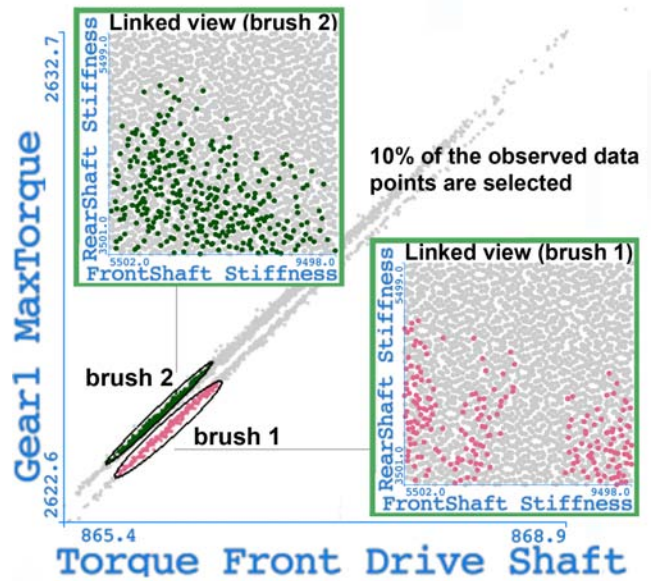 Linked view (brush 2)
RearShaft Stiffness
3501.0
5499.0
5502.0
9498.0
FrontShaft Stiffness
2632.7
Gear1 MaxTorque
2622.6
10% of the observed data
points are selected
Linked view (brush 1)
RearShaft Stiffness
3501.0
5499.0
5502.0
9498.0
FrontShaft Stiffness
brush 2
brush 1
865.4
868.9
Torque Front Drive Shaft